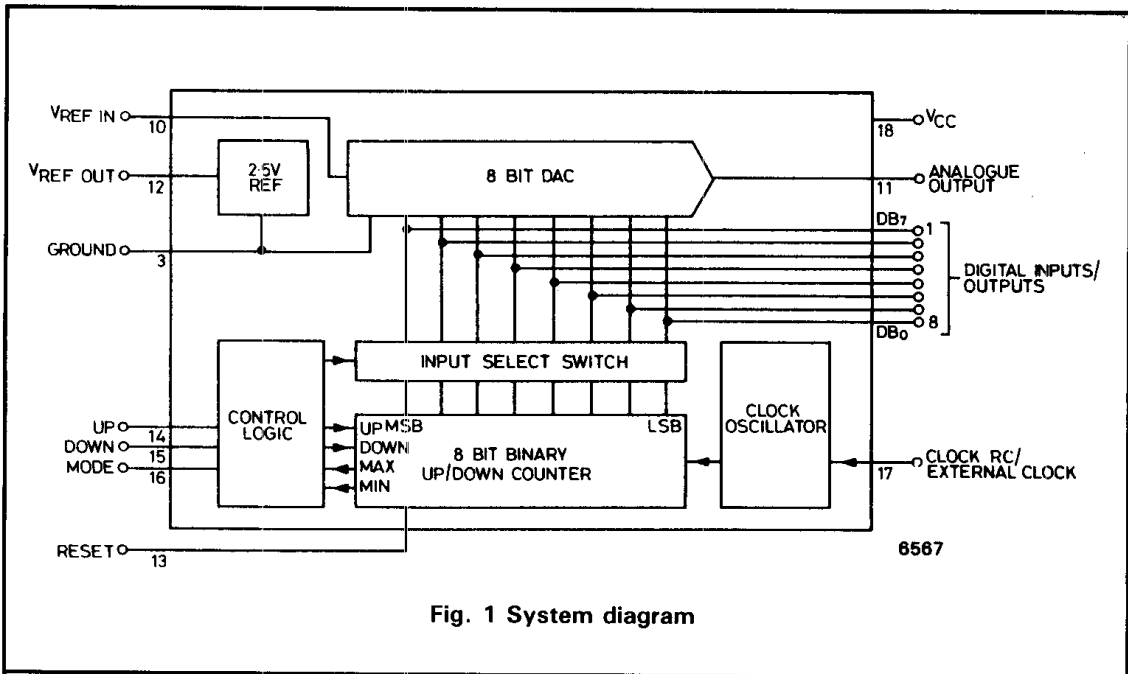 VREF IN
10
VREF OUT
12
2·5V
REF
GROUND
3
8 BIT DAC
18
VCC
11
ANALOGUE
OUTPUT
DB7
1
DIGITAL INPUTS/
OUTPUTS
8
DB0
INPUT SELECT SWITCH
CONTROL
LOGIC
UP
14
DOWN
15
MODE
16
UP
MSB
LSB
DOWN
MAX
MIN
8 BIT BINARY
UP/DOWN COUNTER
CLOCK
OSCILLATOR
17
CLOCK RC/
EXTERNAL CLOCK
RESET
13
6567
Fig. 1 System diagram